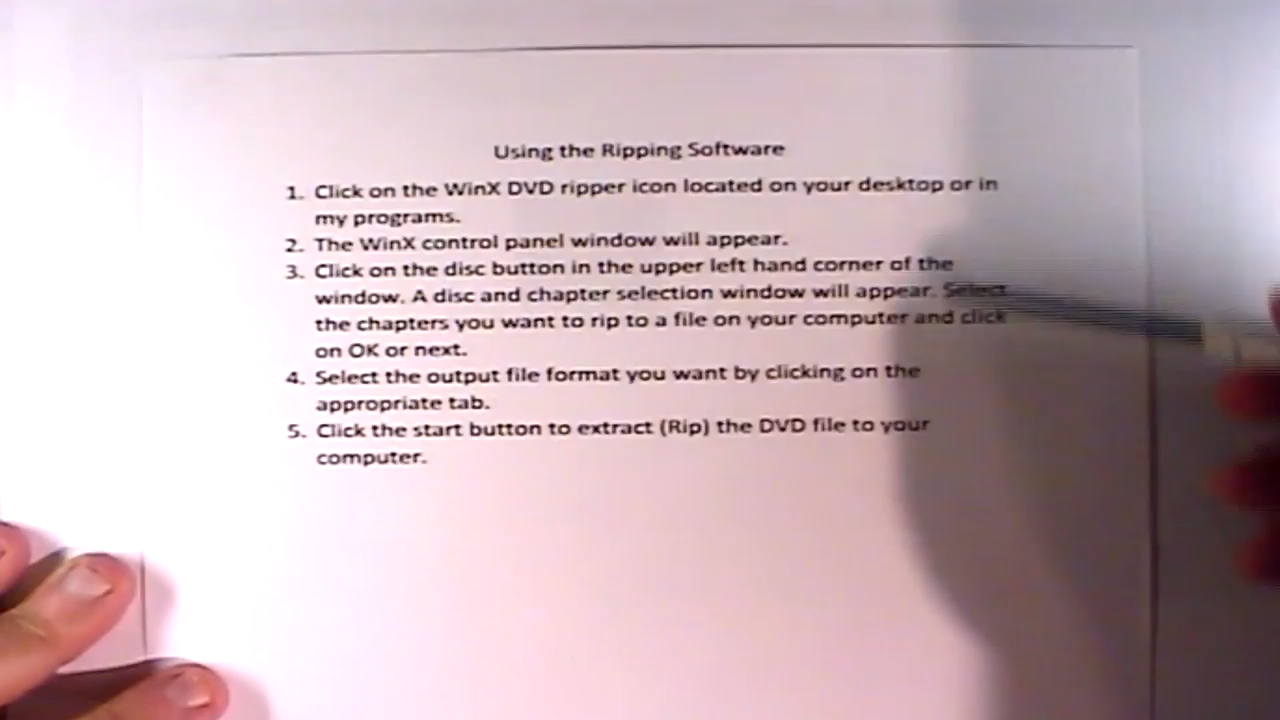 Using the Ripping Software
1. Click on the WinX DVD ripper icon located on your desktop or in
my programs.
2. The WinX control panel window will appear.
3. Click on the disc button in the upper left hand corner of the
window. A disc and chapter selection window will appear. Select
the chapters you want to rip to a file on your computer and click
on OK or next.
4. Select the output file format you want by clicking on the
appropriate tab.
5. Click the start button to extract (Rip) the DVD file to your
computer.